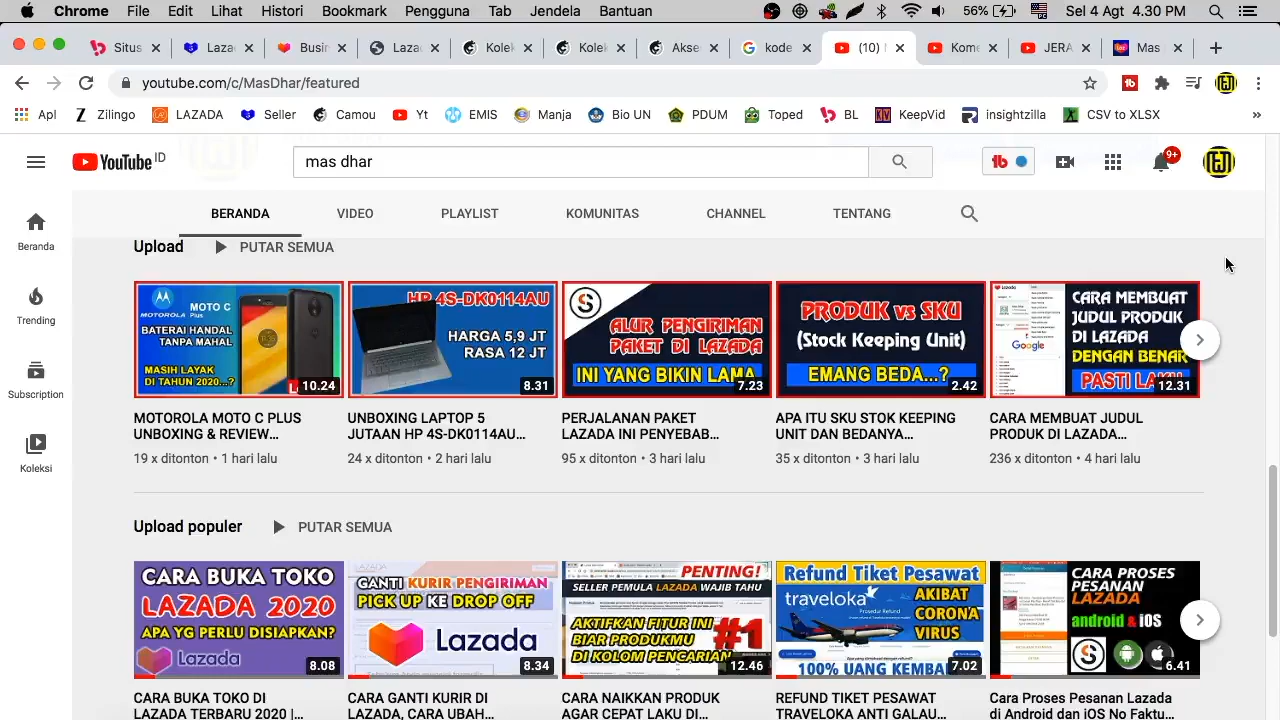 Chrome File Edit Lihat Histori Bookmark Pengguna Tab Jendela Bantuan 56% Sel 4 Agt 4.30 PM
Situs Lazac Busin Lazac Kolek Kolek Akse kode (10) Kome JERA Mas
youtube.com/c/MasDhar/featured
Apl Zilingo LAZADA Seller Camou Yt EMIS Manja Bio UN PDUM Toped BL KeepVid insightzilla CSV to XLSX »
YouTube ID
mas dhar
tb
9+
BERANDA VIDEO PLAYLIST KOMUNITAS CHANNEL TENTANG
Beranda
Trending
Subscription
Koleksi
Upload PUTAR SEMUA
MOTOROLA
MOTO C
PLUS
BATERAI HANDAL
TANPA MAHAL
MASIH LAYAK
DI TAHUN 2020...?
10.24
HP 4S-DK0114AU
HARGA 4,9 JT
RASA 12 JT
8.31
ALUR PENGIRIMAN
PAKET DI LAZADA
INI YANG BIKIN LAMA
7.23
PRODUK vs SKU
(Stock Keeping Unit)
EMANG BEDA...?
2.42
Google
CARA MEMBUAT
JUDUL PRODUK
DI LAZADA
DENGAN BENAR
12.31
MOTOROLA MOTO C PLUS
UNBOXING & REVIEW…
19 x ditonton • 1 hari lalu
UNBOXING LAPTOP 5
JUTAAN HP 4S-DK0114AU…
24 x ditonton • 2 hari lalu
PERJALANAN PAKET
LAZADA INI PENYEBAB…
95 x ditonton • 3 hari lalu
APA ITU SKU STOK KEEPING
UNIT DAN BEDANYA…
35 x ditonton • 3 hari lalu
CARA MEMBUAT JUDUL
PRODUK DI LAZADA…
236 x ditonton • 4 hari lalu
Upload populer PUTAR SEMUA
CARA BUKA TOKO
LAZADA 2020
APA YG PERLU DISIAPKAN
Lazada
GANTI KURIR PENGIRIMAN
PICK UP KE DROP OFF
Lazada
8.34
PENTING!
SELLER PEMULA LAZADA WAJIB TAHU
AKTIFKAN FITUR INI
BIAR PRODUKMU #1
DI KOLOM PENCARIAN
12.46
Refund Tiket Pesawat
traveloka
AKIBAT
CORONA
VIRUS
100% UANG KEMBALI
7.02
CARA PROSES
PESANAN
LAZADA
android & iOS
6.41
CARA BUKA TOKO DI
LAZADA TERBARU 2020 |…
CARA GANTI KURIR DI
LAZADA, CARA UBAH…
CARA NAIKKAN PRODUK
AGAR CEPAT LAKU DI…
REFUND TIKET PESAWAT
TRAVELOKA ANTI GALAU…
Cara Proses Pesanan Lazada
di Android dan iOS No Faktu…